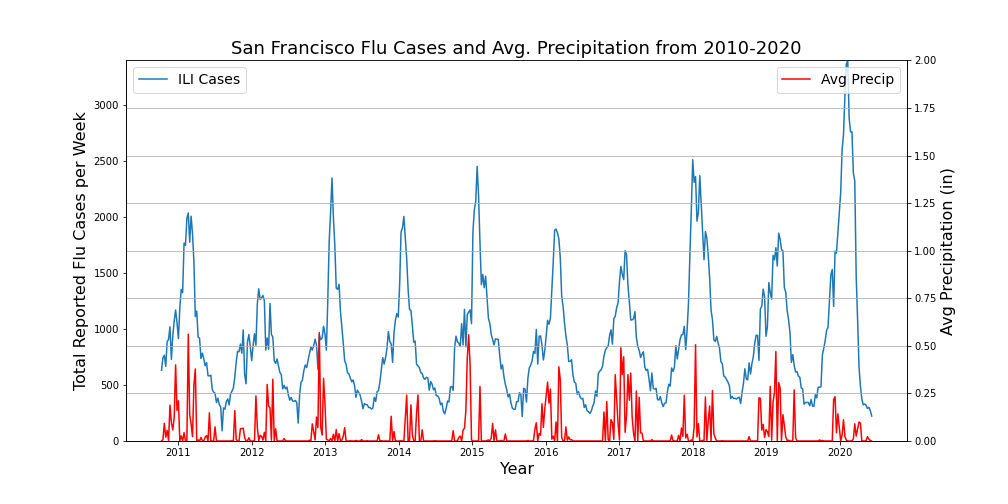 San Francisco Flu Cases and Avg. Precipitation from 2010-2020
ILI Cases
Avg Precip
Total Reported Flu Cases per Week
3000
2500
2000
1500
1000
500
0
2.00
1.75
1.50
1.25
1.00
0.75
0.50
0.25
0.00
Avg Precipitation (in)
2011 2012 2013 2014 2015 2016 2017 2018 2019 2020
Year